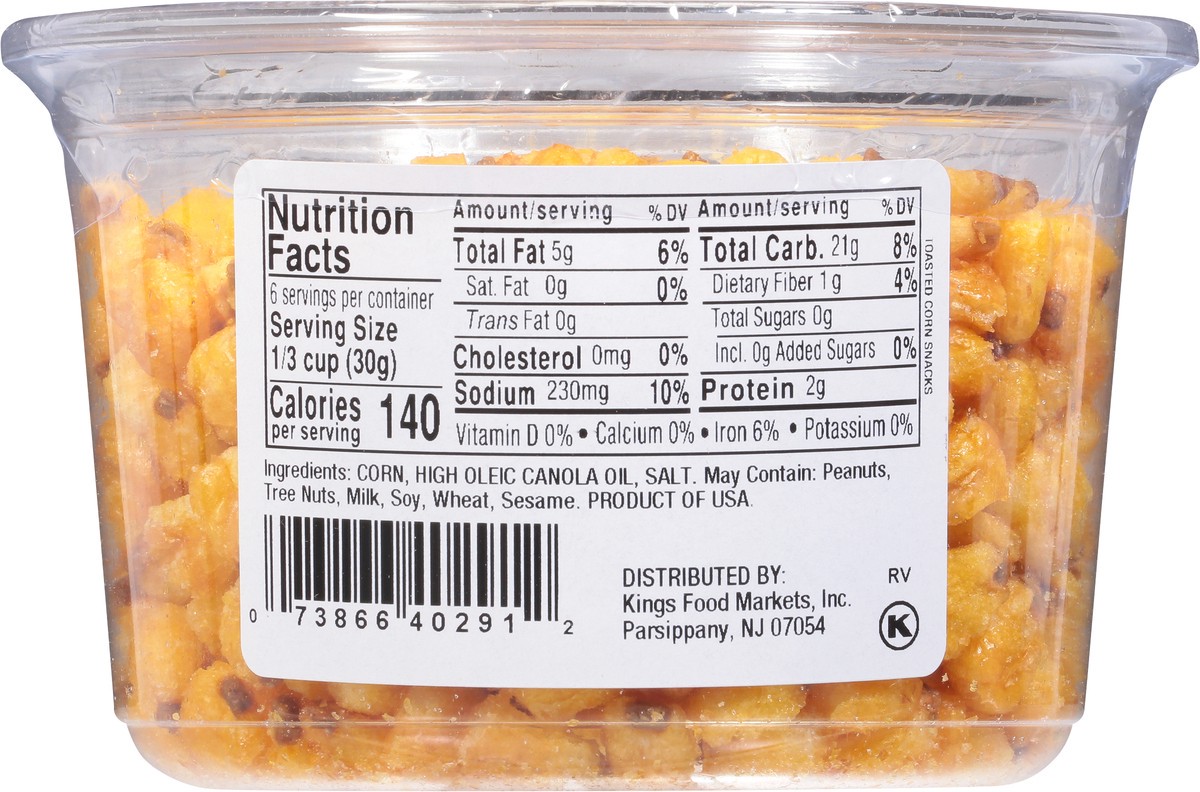 Nutrition
Facts
6 servings per container
Serving Size
1/3 cup (30g)
Calories 140
per serving
Amount/serving % DV
Total Fat 5g 6%
Sat. Fat 0g 0%
Trans Fat 0g
Cholesterol 0mg 0%
Sodium 230mg 10%
Amount/serving % DV
Total Carb. 21g 8%
Dietary Fiber 1g 4%
Total Sugars 0g
Incl. 0g Added Sugars 0%
Protein 2g
Vitamin D 0% • Calcium 0% • Iron 6% • Potassium 0%
TOASTED CORN SNACKS
Ingredients: CORN, HIGH OLEIC CANOLA OIL, SALT. May Contain: Peanuts,
Tree Nuts, Milk, Soy, Wheat, Sesame. PRODUCT OF USA.
0 73866 40291 2
DISTRIBUTED BY:
Kings Food Markets, Inc.
Parsippany, NJ 07054
RV
K